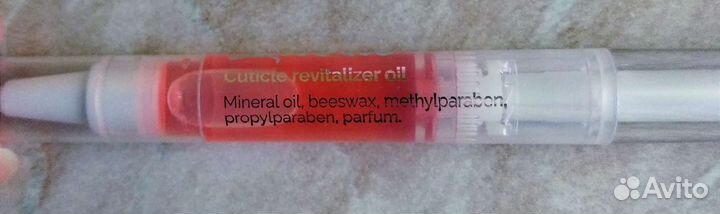 Cuticle revitalizer oil
Mineral oil, beeswax, methylparaben,
propylparaben, parfum.
Avito